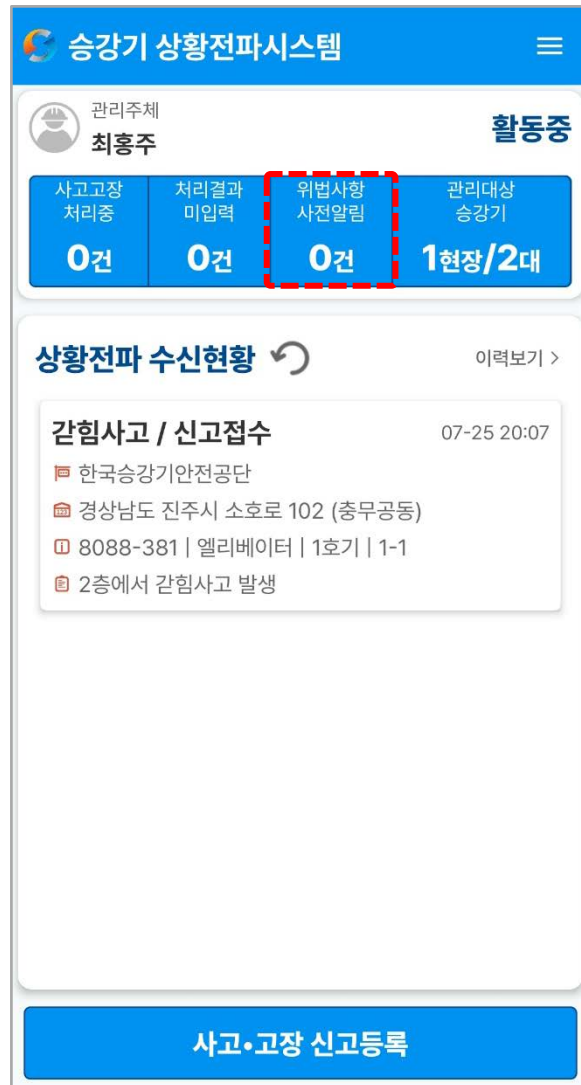 승강기 상황전파시스템
관리주체
최홍주
활동중
사고고장
처리중
0건
처리결과
미입력
0건
위법사항
사전알림
0건
관리대상
승강기
1현장/2대
상황전파 수신현황
이력보기 >
갇힘사고 / 신고접수
07-25 20:07
한국승강기안전공단
경상남도 진주시 소호로 102 (충무공동)
8088-381 | 엘리베이터 | 1호기 | 1-1
2층에서 갇힘사고 발생
사고•고장 신고등록